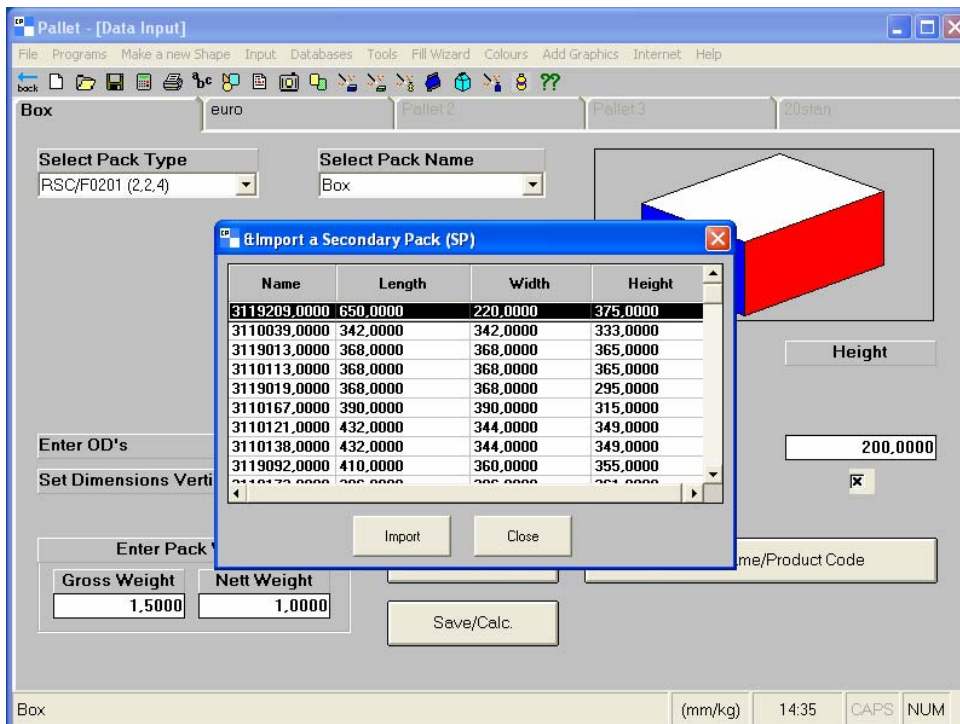 Pallet - [Data Input]
File Programs Make a new Shape Input Databases Tools Fill Wizard Colours Add Graphics Internet Help
back abc ??
Box euro Pallet 2 Pallet 3 20stan
Select Pack Type Select Pack Name
RSC/F0201 (2,2,4) Box
&Import a Secondary Pack (SP)
Name Length Width Height
3119209,0000 650,0000 220,0000 375,0000
3110039,0000 342,0000 342,0000 333,0000
3119013,0000 368,0000 368,0000 365,0000
3110113,0000 368,0000 368,0000 365,0000
3119019,0000 368,0000 368,0000 295,0000
3110167,0000 390,0000 390,0000 315,0000
3110121,0000 432,0000 344,0000 349,0000
3110138,0000 432,0000 344,0000 349,0000
3119092,0000 410,0000 360,0000 355,0000
Import Close
Height
Enter OD's 200,0000
Set Dimensions Verti
Enter Pack
Gross Weight Nett Weight
1,5000 1,0000
me/Product Code
Save/Calc.
Box (mm/kg) 14:35 CAPS NUM